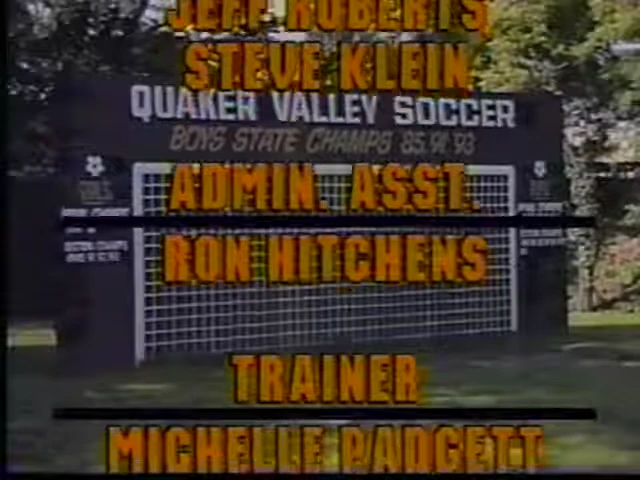 JEFF ROBERTS
STEVE KLEIN
QUAKER VALLEY SOCCER
BOYS STATE CHAMPS 85,91,93
ADMIN. ASST.
RON HITCHENS
TRAINER
MICHELLE PADGETT